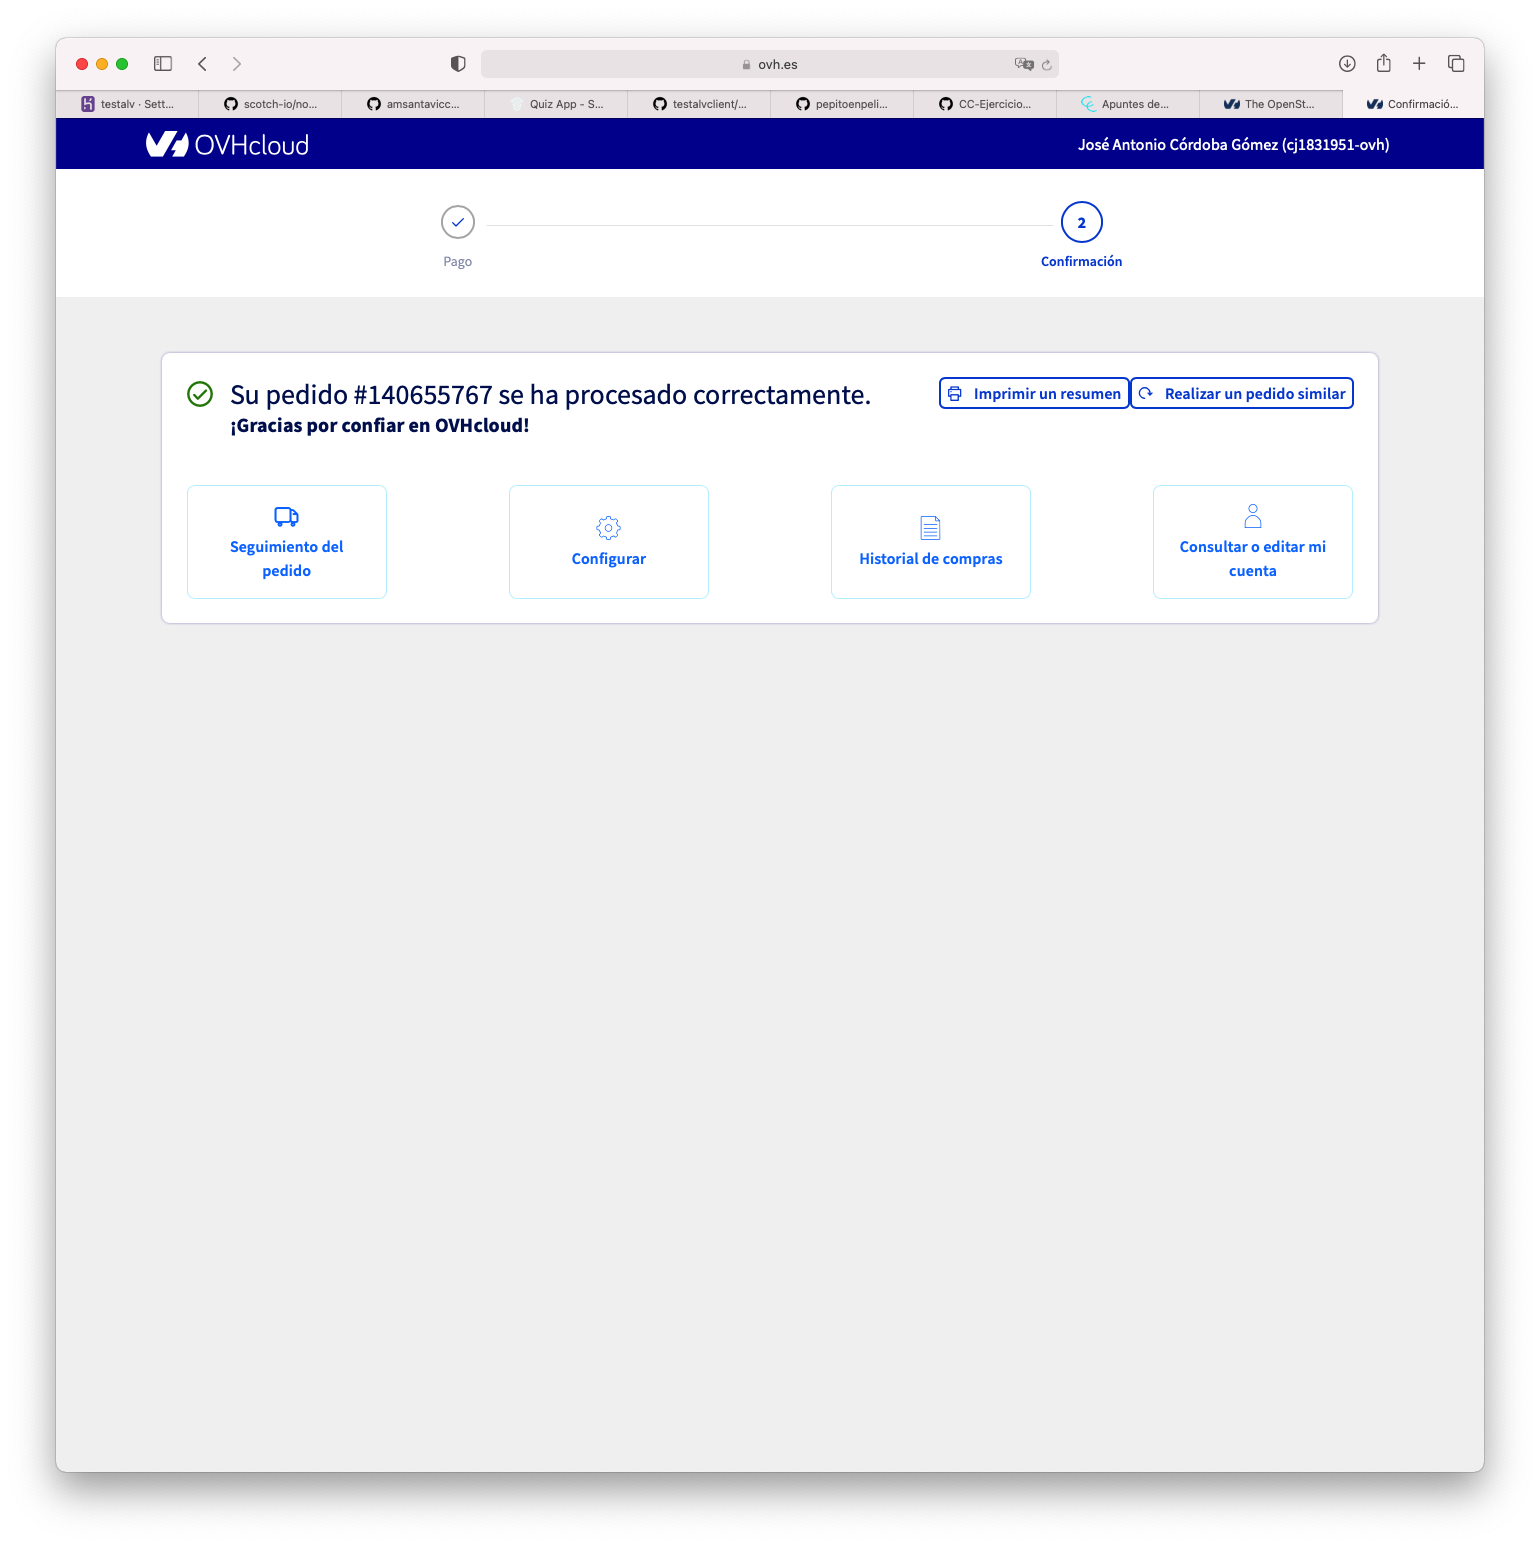 ovh.es
testalv · Sett...
scotch-io/no...
amsantavicc...
Quiz App - S...
testalvclient/...
pepitoenpeli...
CC-Ejercicio...
Apuntes de...
The OpenSt...
Confirmació...
OVHcloud
José Antonio Córdoba Gómez (cj1831951-ovh)
2
Pago
Confirmación
Su pedido #140655767 se ha procesado correctamente.
¡Gracias por confiar en OVHcloud!
Imprimir un resumen
Realizar un pedido similar
Seguimiento del
pedido
Configurar
Historial de compras
Consultar o editar mi
cuenta